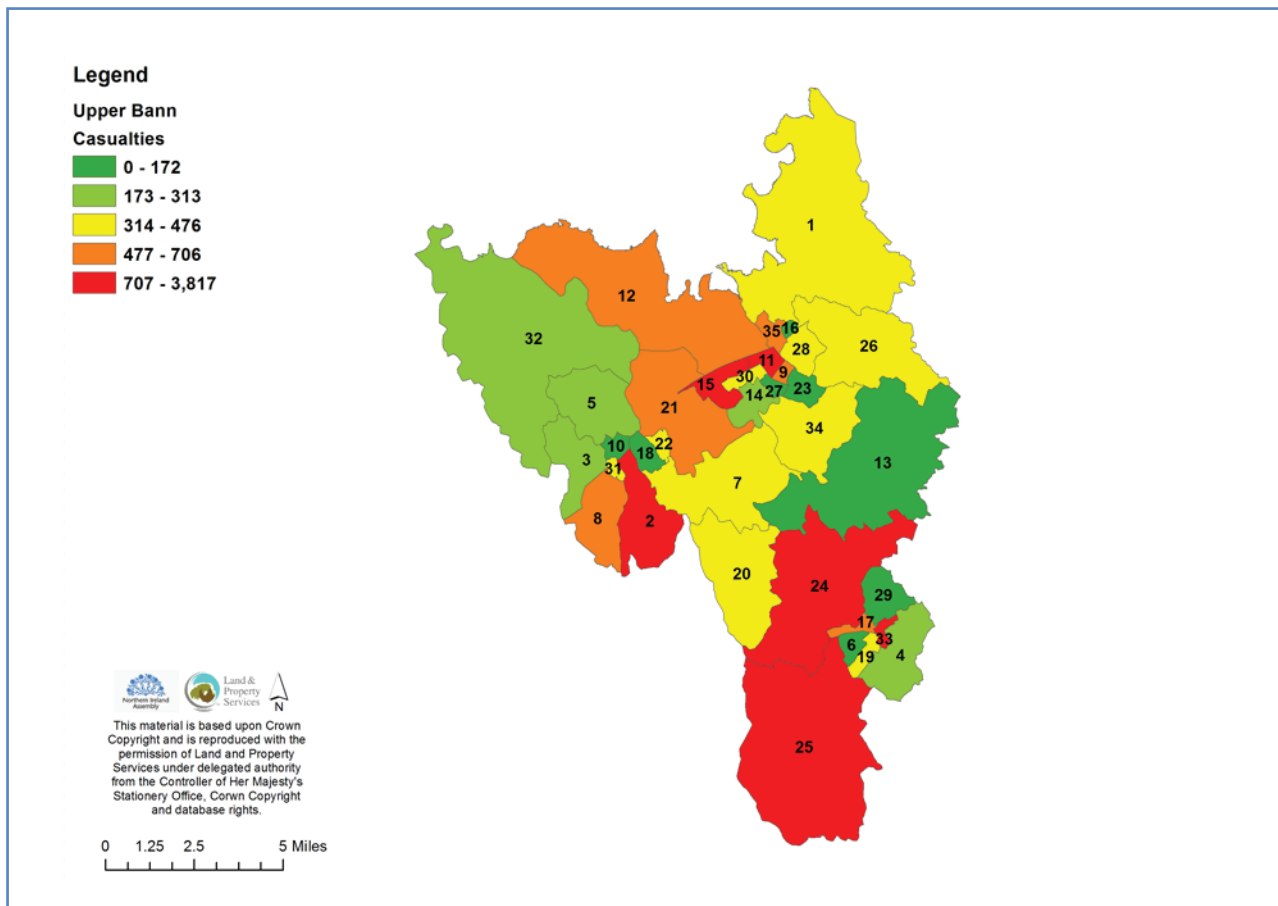 Legend
Upper Bann
Casualties
0 - 172
173 - 313
314 - 476
477 - 706
707 - 3,817
1
12
35
16
32
28
26
11
9
30
15
27
23
5
14
21
34
22
10
18
3
31
13
7
8
2
20
24
29
17
33
6
4
19
25
Northern Ireland
Assembly
Land &
Property
Services
N
This material is based upon Crown
Copyright and is reproduced with the
permission of Land and Property
Services under delegated authority
from the Controller of Her Majesty's
Stationery Office, Corwn Copyright
and database rights.
0 1.25 2.5 5 Miles